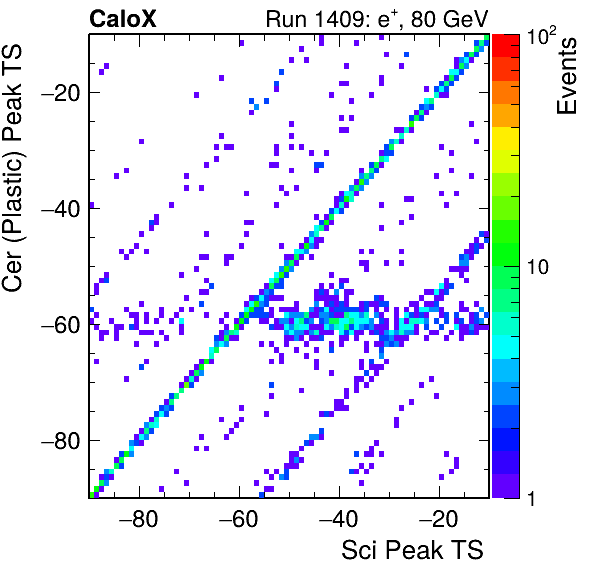 CaloX Run 1409: e⁺, 80 GeV
Cer (Plastic) Peak TS
−20
−40
−60
−80
−80 −60 −40 −20
Sci Peak TS
10²
10
1
Events